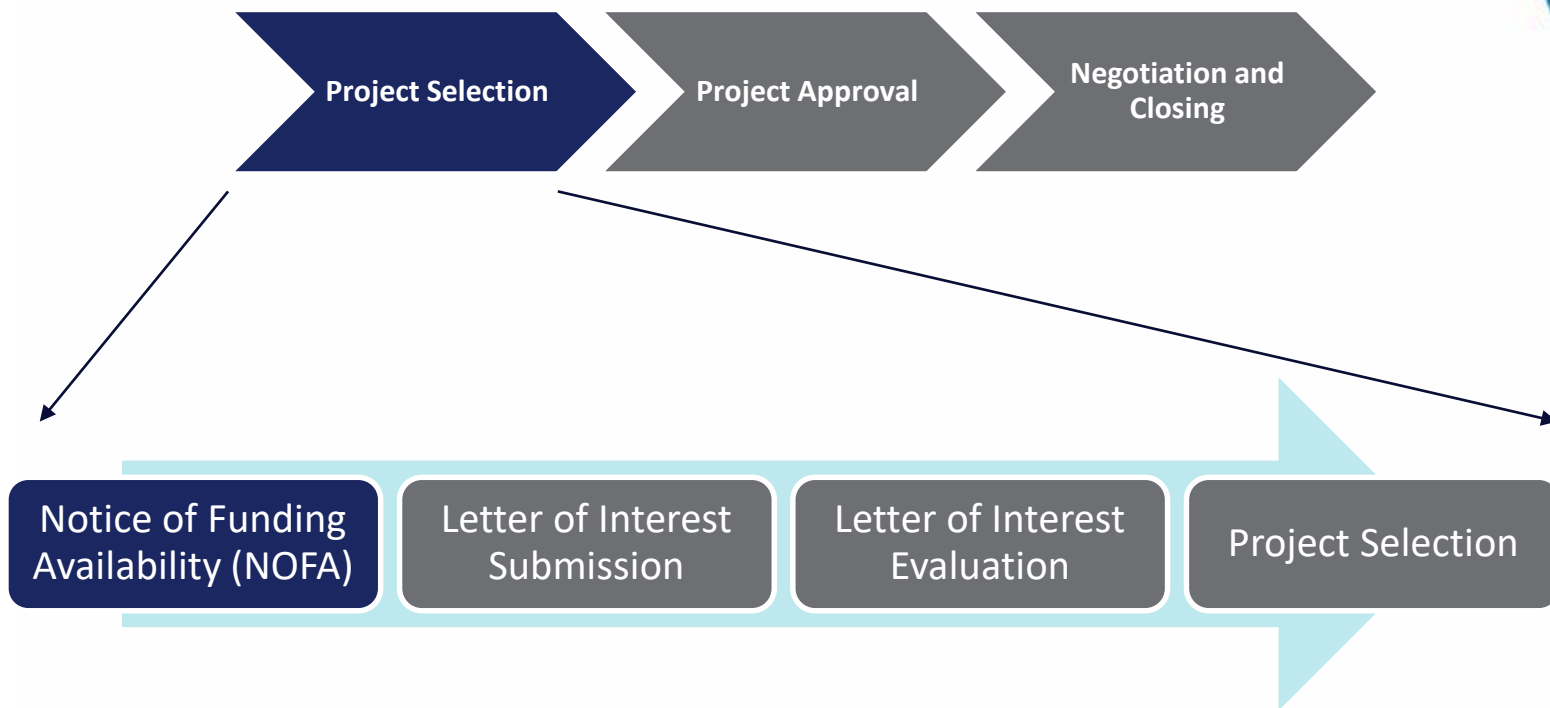 Project Selection
Project Approval
Negotiation and
Closing
Notice of Funding
Availability (NOFA)
Letter of Interest
Submission
Letter of Interest
Evaluation
Project Selection